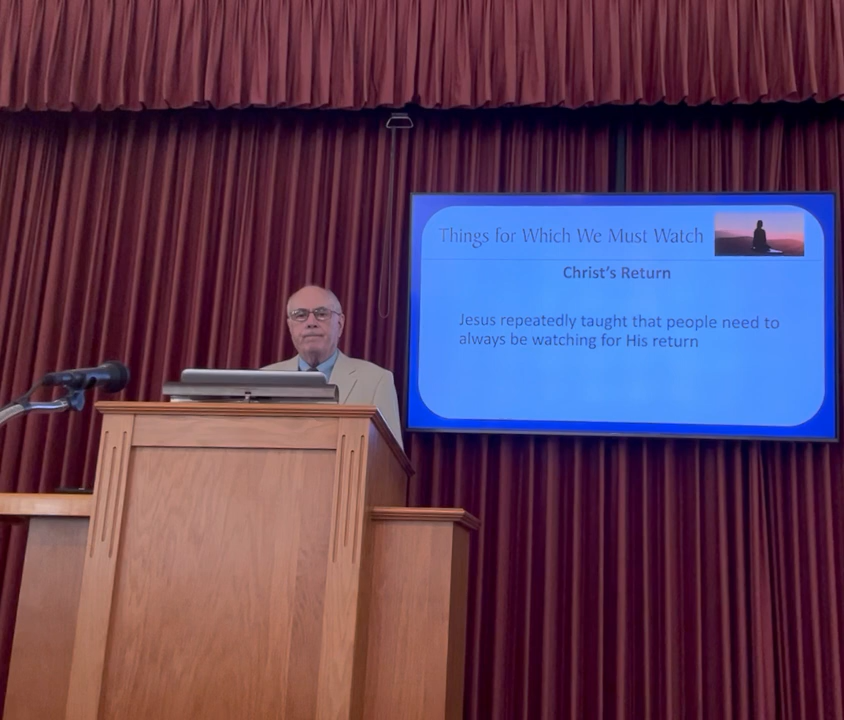 Things for Which We Must Watch
Christ's Return
Jesus repeatedly taught that people need to
always be watching for His return